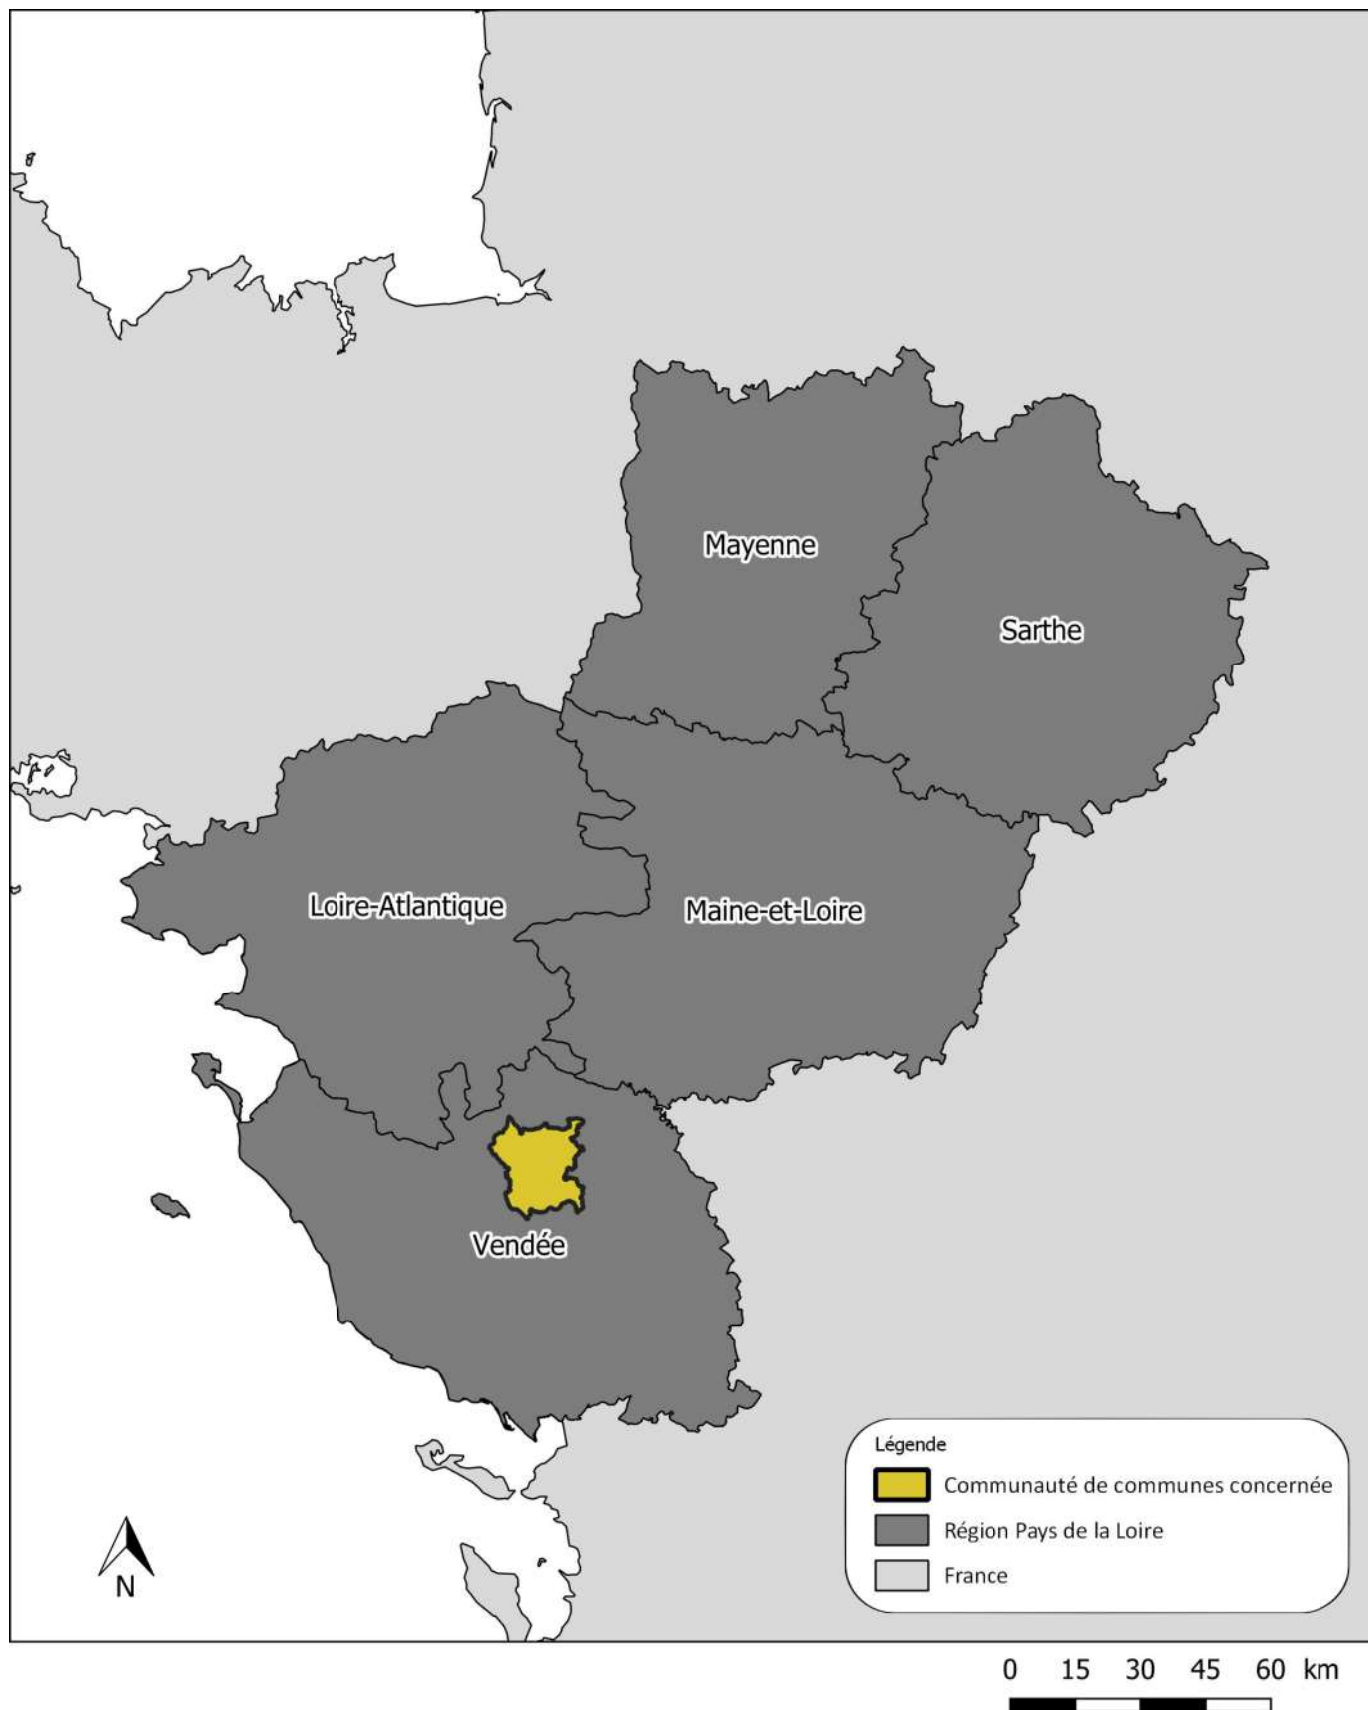 Mayenne
Sarthe
Loire-Atlantique
Maine-et-Loire
Vendée
Légende
Communauté de communes concernée
Région Pays de la Loire
France
N
0 15 30 45 60 km